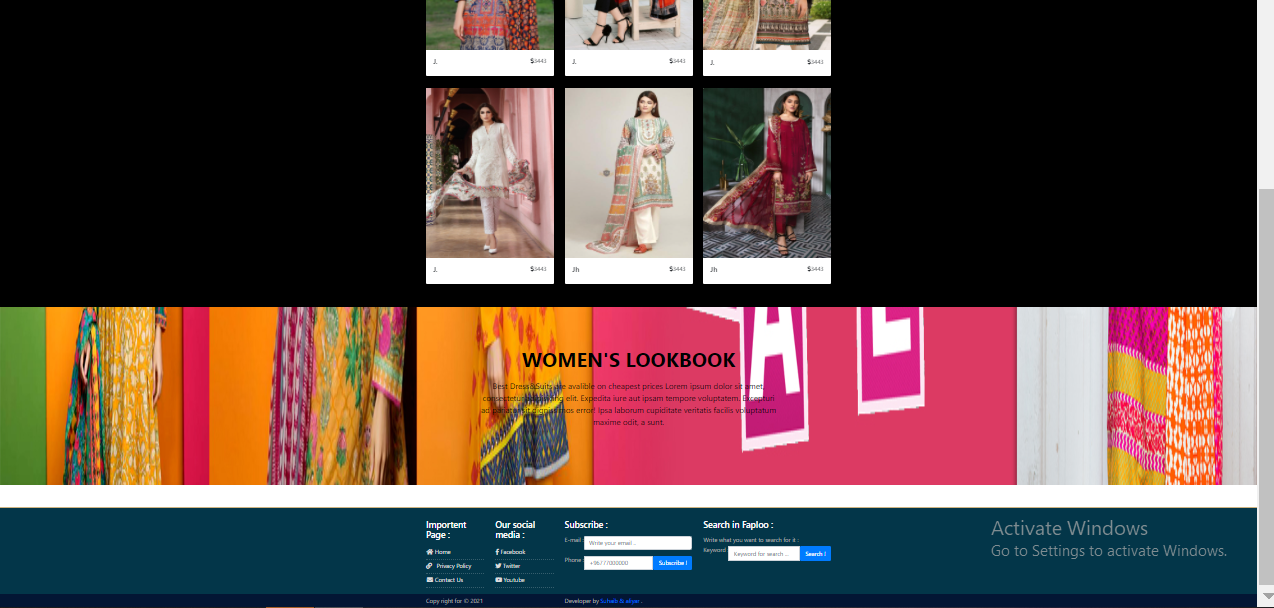 J. $3443
J. $3443
J. $3443
J. $3443
Jh $3443
Jh $3443
A E
WOMEN'S LOOKBOOK
Best Dress&Suits are avalible on cheapest prices Lorem ipsum dolor sit amet,
consectetur adipisicing elit. Expedita iure aut ipsam tempore voluptatem. Excepturi
ad pariatur sit dignissimos error! Ipsa laborum cupiditate veritatis facilis voluptatum
maxime odit, a sunt.
Importent
Page :
Home
Privacy Policy
Contact Us
Our social
media :
Facebook
Twitter
Youtube
Subscribe :
E-mail : Write your email ..
Phone : +96777000000 Subscribe !
Search in Faploo :
Write what you want to search for it :
Keyword Keyword for search ... Search !
Activate Windows
Go to Settings to activate Windows.
Copy right for © 2021
Developer by